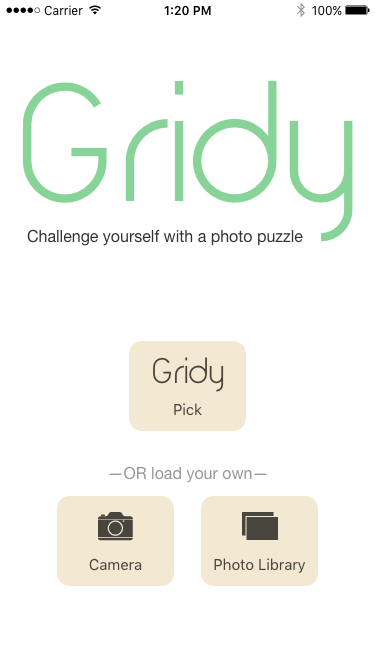 Carrier 1:20 PM 100%
Gridy
Challenge yourself with a photo puzzle
Gridy
Pick
—OR load your own—
Camera Photo Library